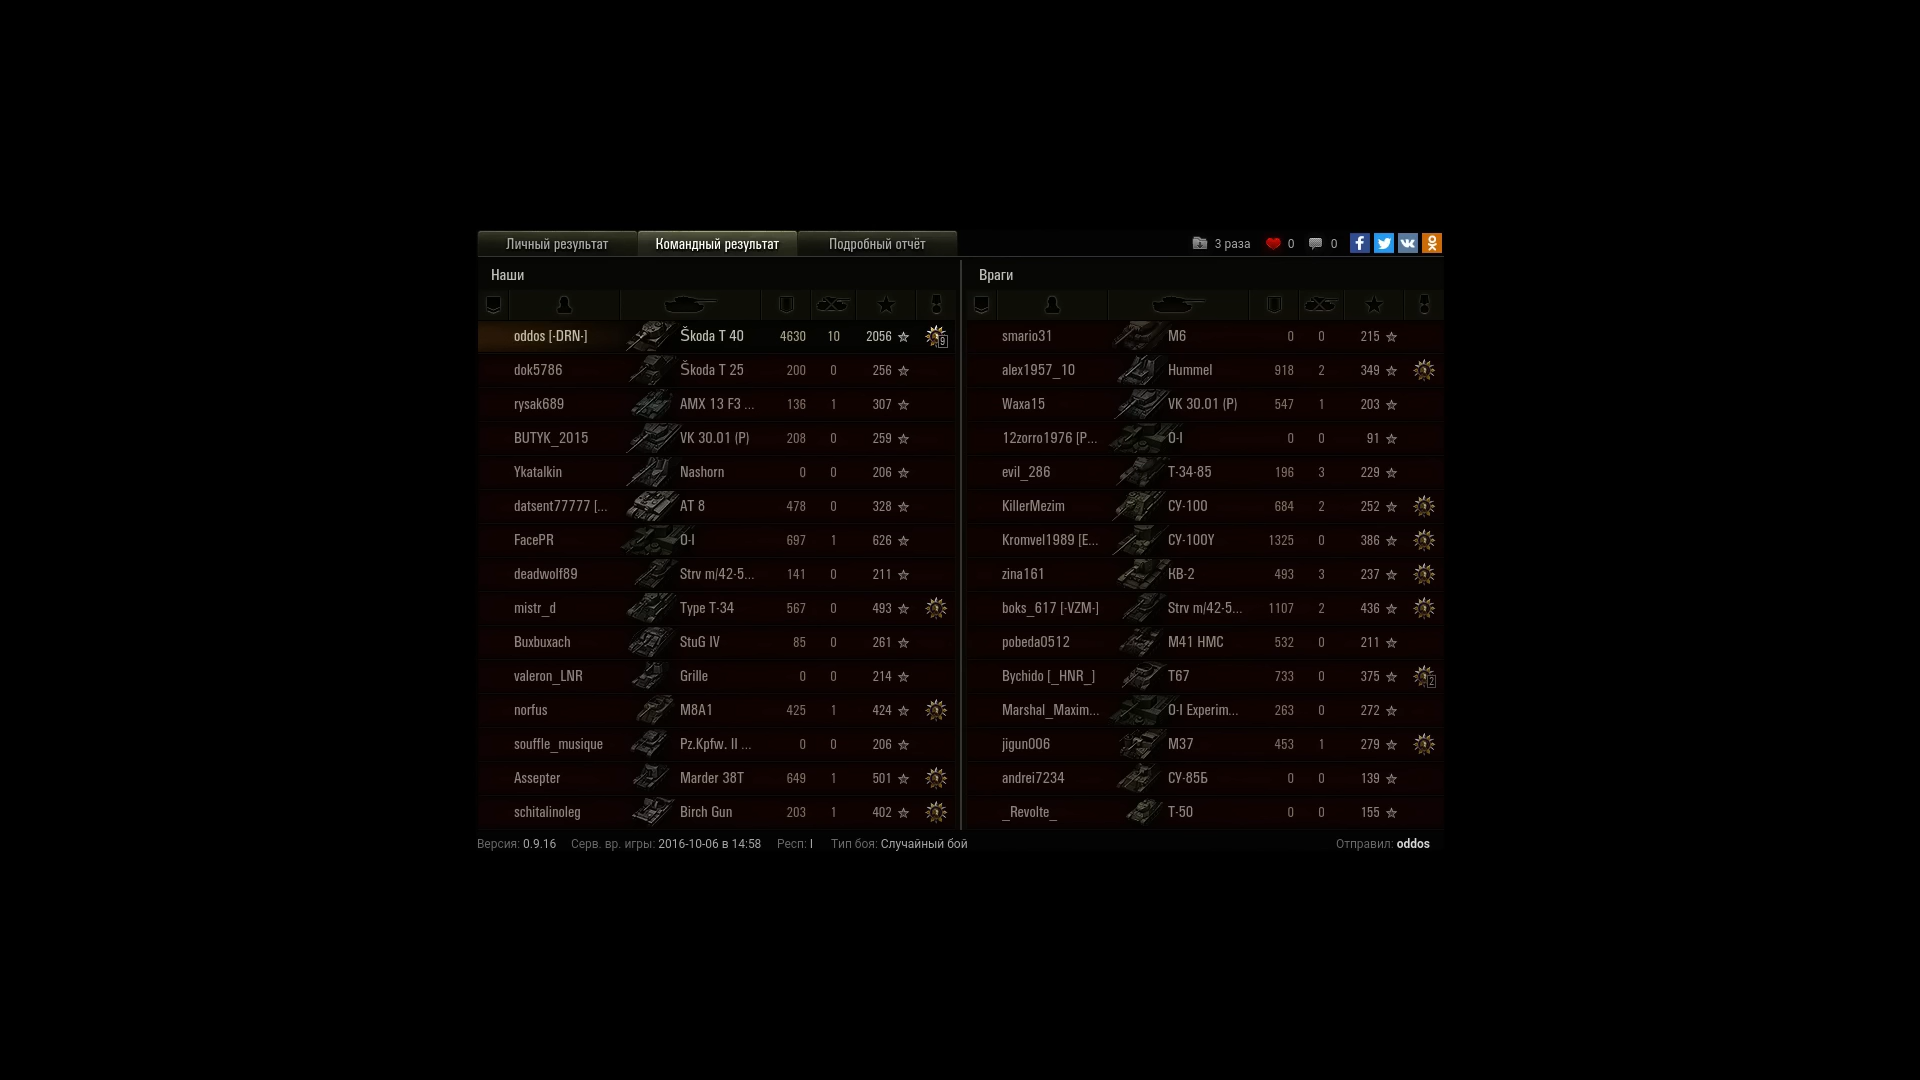 Личный результат Командный результат Подробный отчёт 3 раза 0 0
Наши Враги
oddos [-DRN-] Škoda T 40 4630 10 2056 9 smario31 M6 0 0 215
dok5786 Škoda T 25 200 0 256 alex1957_10 Hummel 918 2 349
rysak689 AMX 13 F3 ... 136 1 307 Waxa15 VK 30.01 (P) 547 1 203
BUTYK_2015 VK 30.01 (P) 208 0 259 12zorro1976 [P... O-I 0 0 91
Ykatalkin Nashorn 0 0 206 evil_286 T-34-85 196 3 229
datsent77777 [... AT 8 478 0 328 KillerMezim СУ-100 684 2 252
FacePR O-I 697 1 626 Kromvel1989 [E... СУ-100Y 1325 0 386
deadwolf89 Strv m/42-5... 141 0 211 zina161 КВ-2 493 3 237
mistr_d Type T-34 567 0 493 boks_617 [-VZM-] Strv m/42-5... 1107 2 436
Buxbuxach StuG IV 85 0 261 pobeda0512 M41 HMC 532 0 211
valeron_LNR Grille 0 0 214 Bychido [_HNR_] T67 733 0 375 2
norfus M8A1 425 1 424 Marshal_Maxim... O-I Experim... 263 0 272
souffle_musique Pz.Kpfw. II ... 0 0 206 jigun006 M37 453 1 279
Assepter Marder 38T 649 1 501 andrei7234 СУ-85Б 0 0 139
schitalinoleg Birch Gun 203 1 402 _Revolte_ T-50 0 0 155
Версия: 0.9.16 Серв. вр. игры: 2016-10-06 в 14:58 Респ: I Тип боя: Случайный бой Отправил: oddos